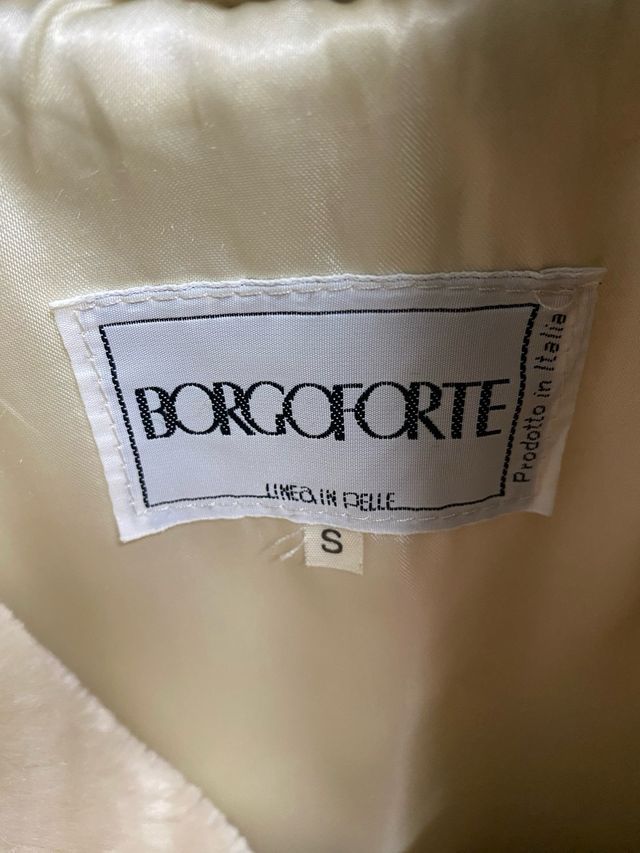 BORGOFORTE
LINEA IN PELLE
Prodotto in Italia
S